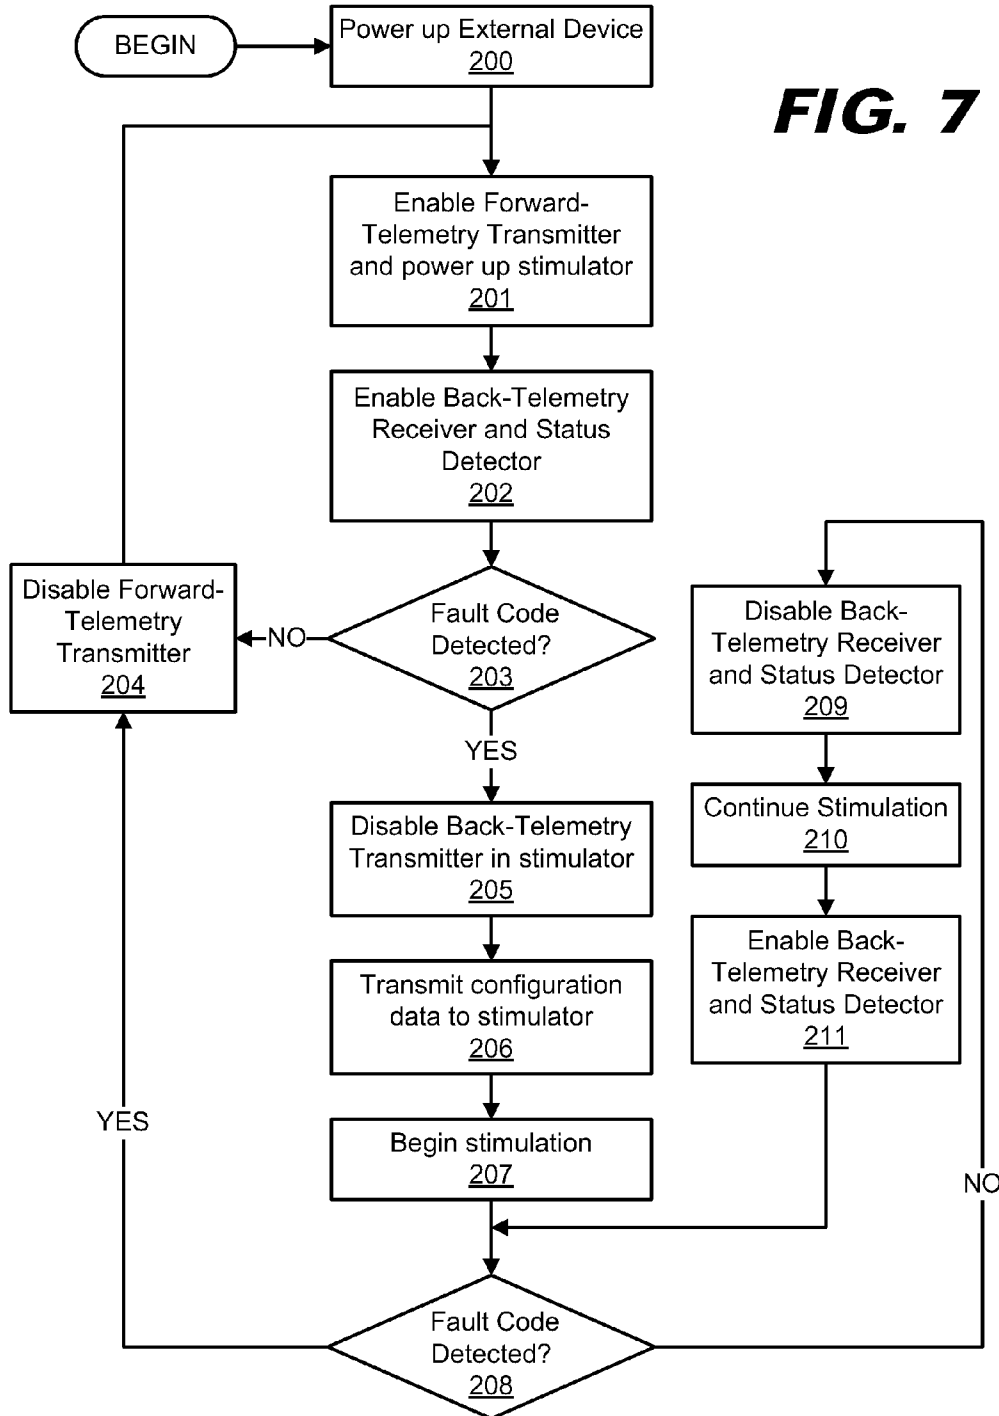 BEGIN
Power up External Device
200
FIG. 7
Enable Forward-
Telemetry Transmitter
and power up stimulator
201
Enable Back-Telemetry
Receiver and Status
Detector
202
Disable Forward-
Telemetry
Transmitter
204
NO
Fault Code
Detected?
203
YES
Disable Back-Telemetry
Transmitter in stimulator
205
Transmit configuration
data to stimulator
206
Begin stimulation
207
Disable Back-
Telemetry Receiver
and Status Detector
209
Continue Stimulation
210
Enable Back-
Telemetry Receiver
and Status Detector
211
YES
NO
Fault Code
Detected?
208